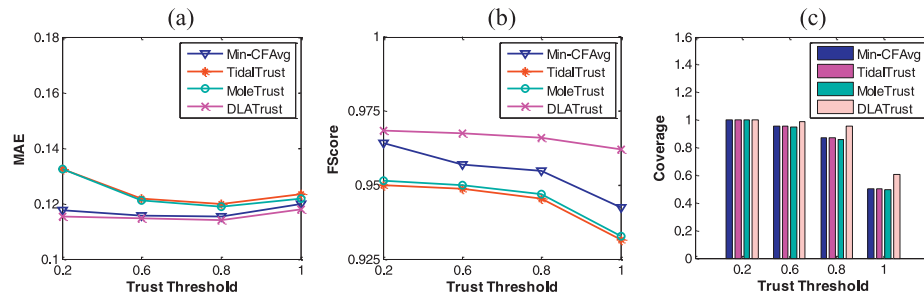 (a)
0.18
0.16
0.14
0.12
0.1
MAE
0.2
0.6
0.8
1
Trust Threshold
Min-CFAvg
TidalTrust
MoleTrust
DLATrust
(b)
1
0.975
0.95
0.925
FScore
0.2
0.6
0.8
1
Trust Threshold
Min-CFAvg
TidalTrust
MoleTrust
DLATrust
(c)
1.6
1.4
1.2
1
0.8
0.6
0.4
0.2
0
Coverage
0.2
0.6
0.8
1
Trust Threshold
Min-CFAvg
TidalTrust
MoleTrust
DLATrust